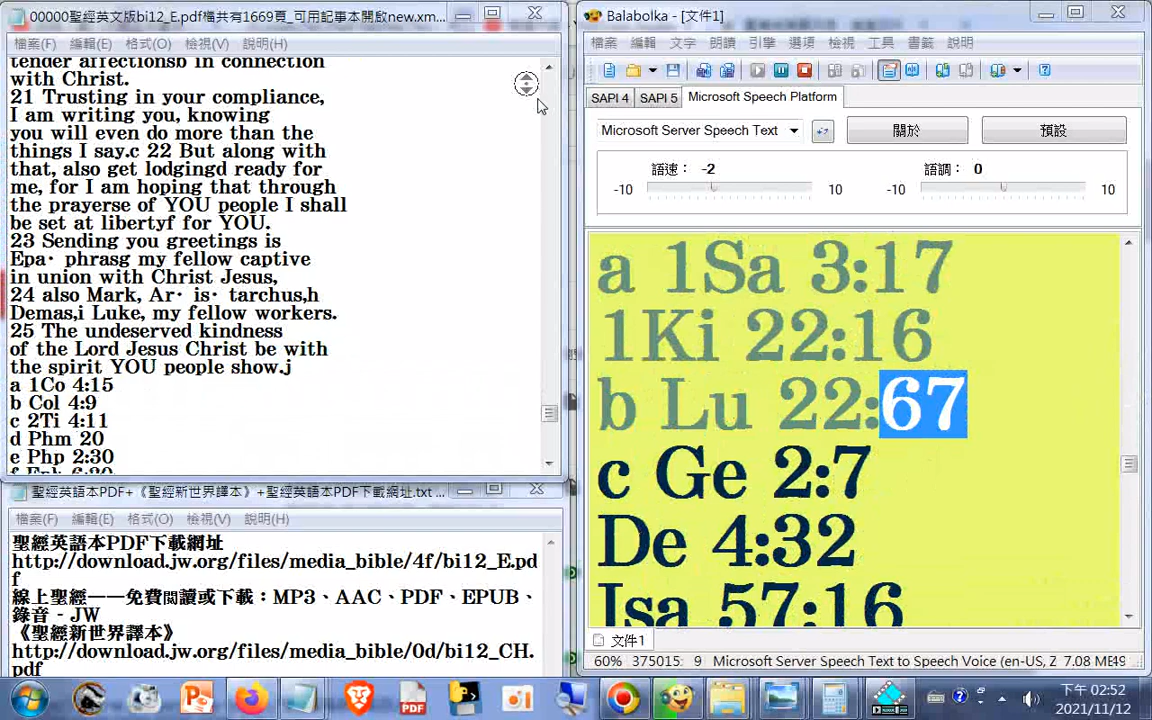 00000聖經英文版bi12_E.pdf檔共有1669頁_可用記事本開啟new.xm...
檔案(F) 編輯(E) 格式(O) 檢視(V) 說明(H)
tender affectionsb in connection
with Christ.
21 Trusting in your compliance,
I am writing you, knowing
you will even do more than the
things I say.c 22 But along with
that, also get lodgingd ready for
me, for I am hoping that through
the prayerse of YOU people I shall
be set at libertyf for YOU.
23 Sending you greetings is
Epa· phrasg my fellow captive
in union with Christ Jesus,
24 also Mark, Ar· is· tarchus,h
Demas,i Luke, my fellow workers.
25 The undeserved kindness
of the Lord Jesus Christ be with
the spirit YOU people show.j
a 1Co 4:15
b Col 4:9
c 2Ti 4:11
d Phm 20
e Php 2:30
聖經英語本PDF+《聖經新世界譯本》+聖經英語本PDF下載網址.txt ...
檔案(F) 編輯(E) 格式(O) 檢視(V) 說明(H)
聖經英語本PDF下載網址
http://download.jw.org/files/media_bible/4f/bi12_E.pd
f
線上聖經——免費閱讀或下載：MP3、AAC、PDF、EPUB、
錄音 - JW
《聖經新世界譯本》
http://download.jw.org/files/media_bible/0d/bi12_CH.
pdf
Balabolka - [文件1]
檔案 編輯 文字 朗讀 引擎 選項 檢視 工具 書籤 說明
SAPI 4 SAPI 5 Microsoft Speech Platform
Microsoft Server Speech Text 關於 預設
語速： -2 語調： 0
-10 10 -10 10
a 1Sa 3:17
1Ki 22:16
b Lu 22:67
c Ge 2:7
De 4:32
Isa 57:16
文件1
60% 375015: 9 Microsoft Server Speech Text to Speech Voice (en-US, Z 7.08 ME49
PDF
下午 02:52
2021/11/12